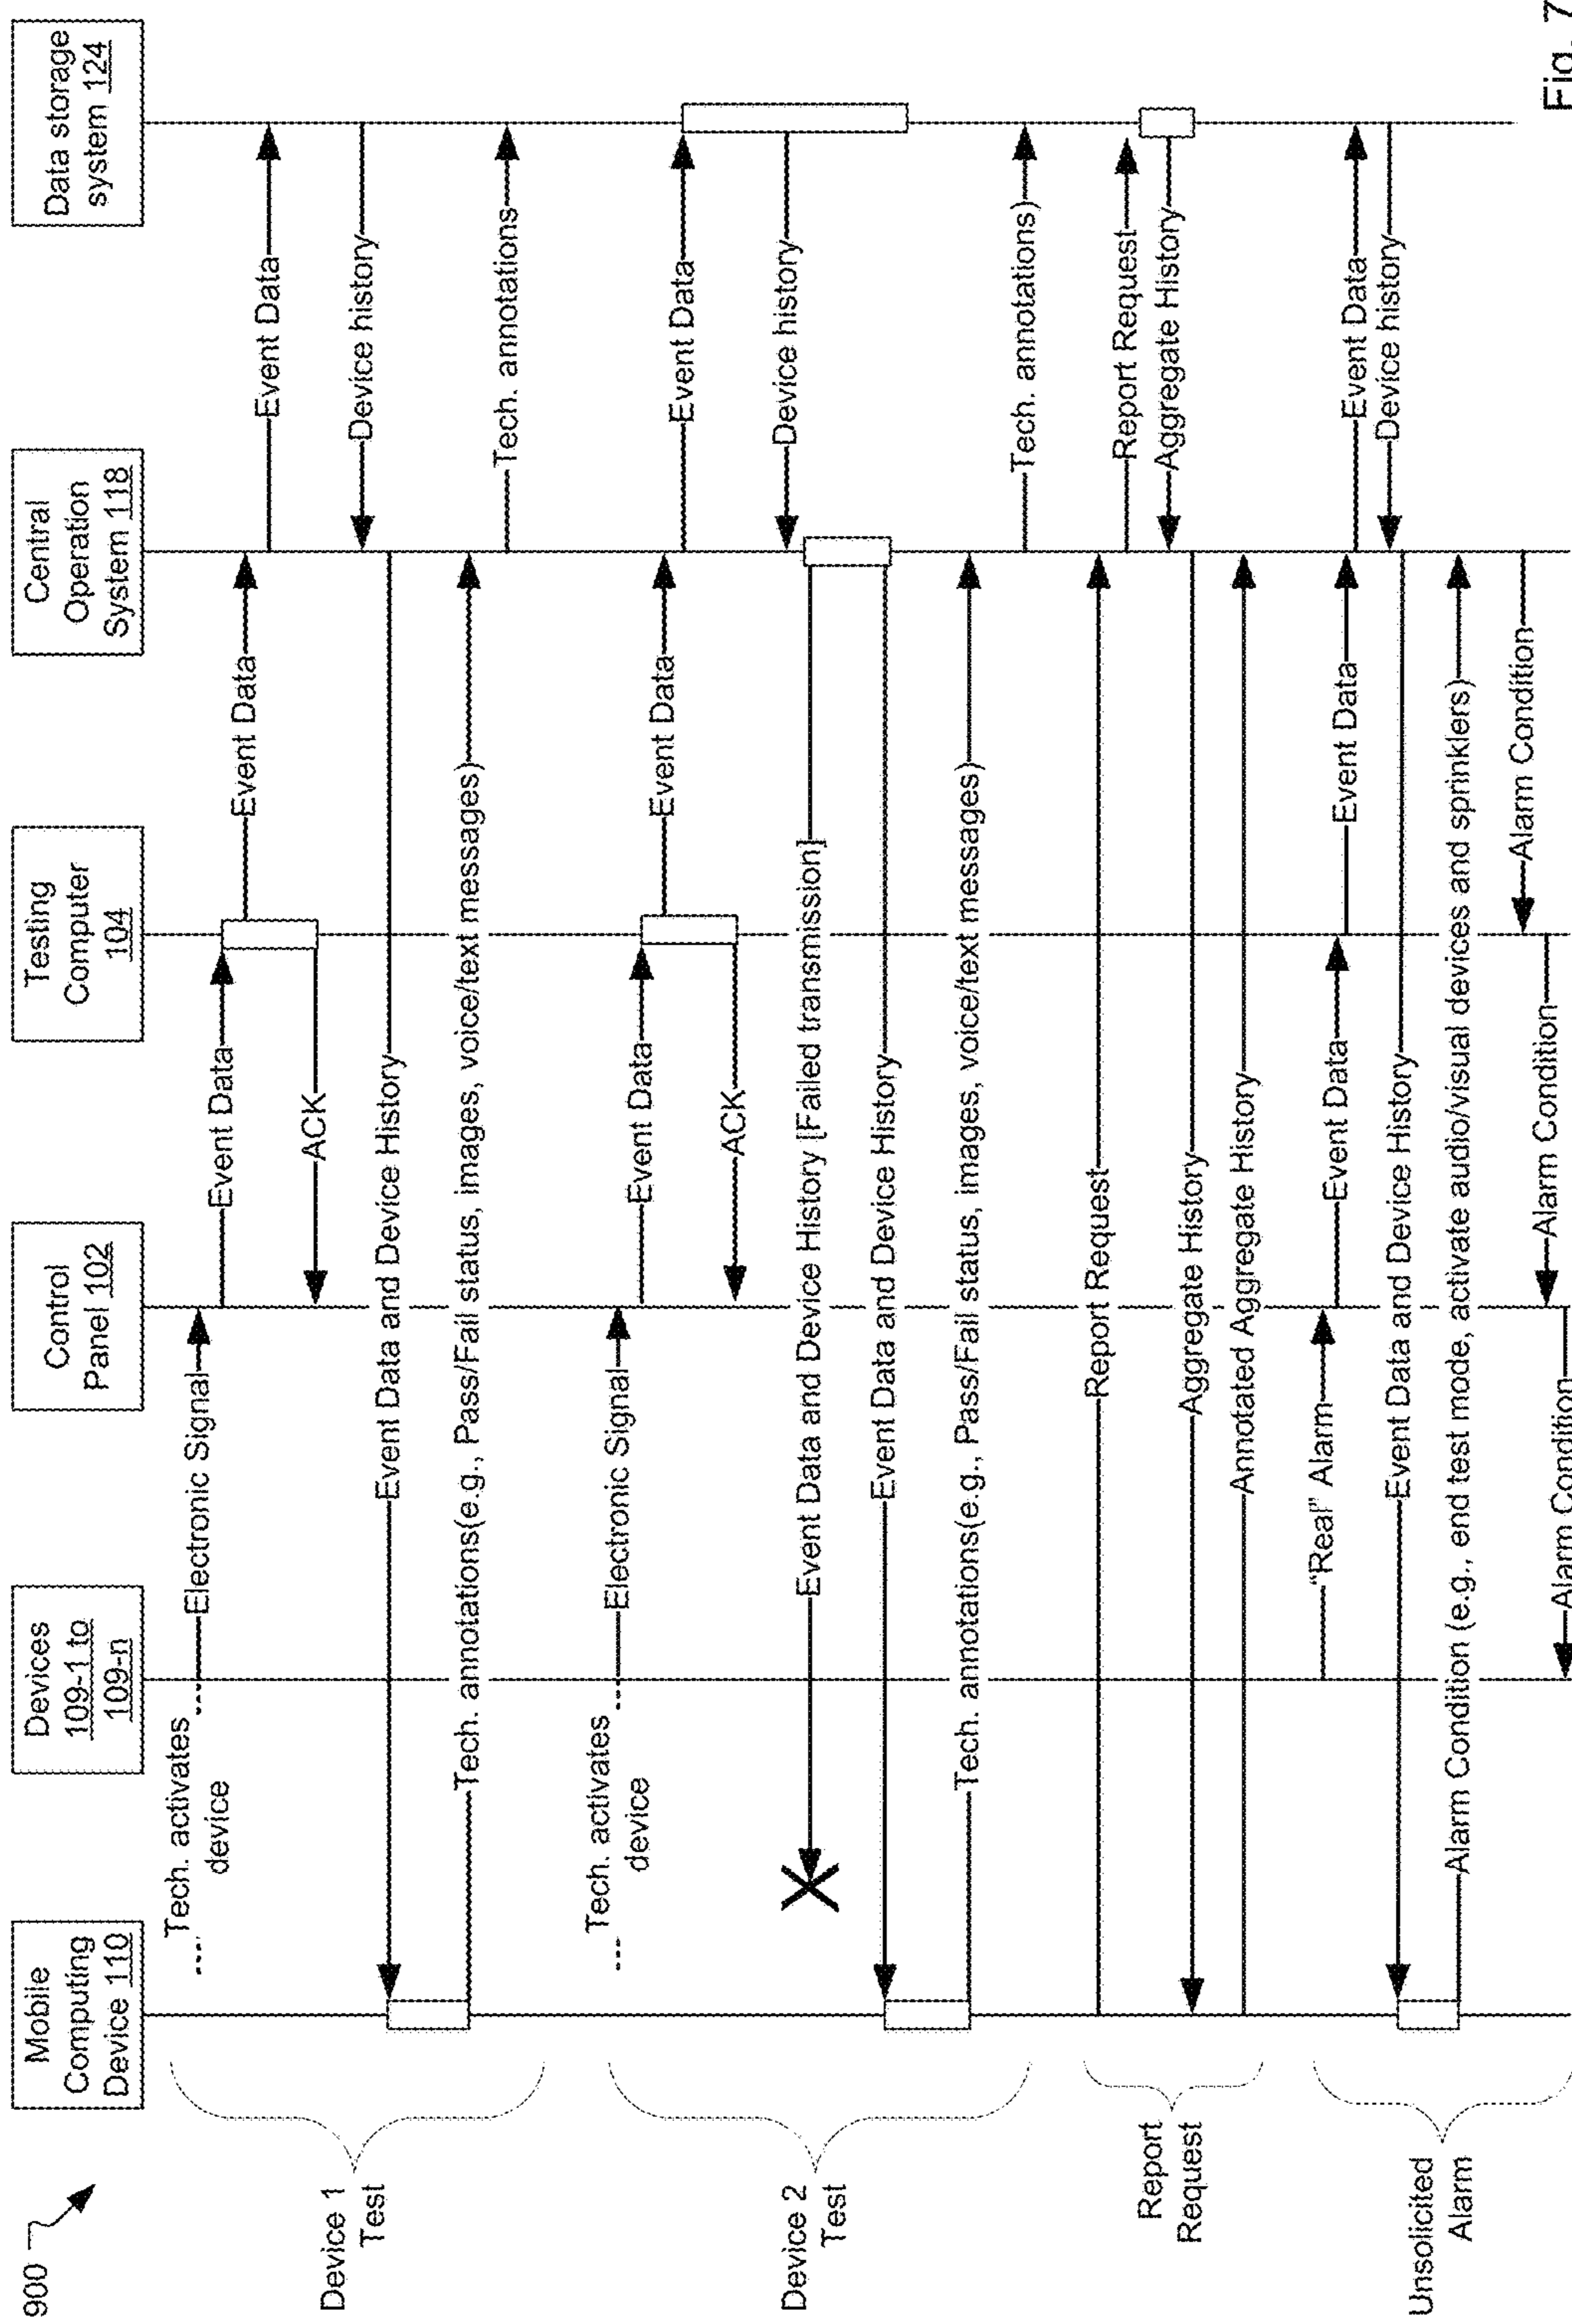 900
Mobile
Computing
Device 110
Devices
109-1 to
109-n
Control
Panel 102
Testing
Computer
104
Central
Operation
System 118
Data storage
system 124
Device 1
Test
Tech. activates
device
Electronic Signal
Event Data
Event Data
Event Data
ACK
Device history
Event Data and Device History
Tech. annotations(e.g., Pass/Fail status, images, voice/text messages)
Tech. annotations
Device 2
Test
Tech. activates
device
Electronic Signal
Event Data
Event Data
Event Data
ACK
Device history
Event Data and Device History [Failed transmission]
Event Data and Device History
Tech. annotations(e.g., Pass/Fail status, images, voice/text messages)
Tech. annotations)
Report
Request
Report Request
Report Request
Aggregate History
Aggregate History
Annotated Aggregate History
Unsolicited
Alarm
"Real" Alarm
Event Data
Event Data
Event Data
Device history
Event Data and Device History
Alarm Condition (e.g., end test mode, activate audio/visual devices and sprinklers)
Alarm Condition
Alarm Condition
Alarm Condition
Fig. 7